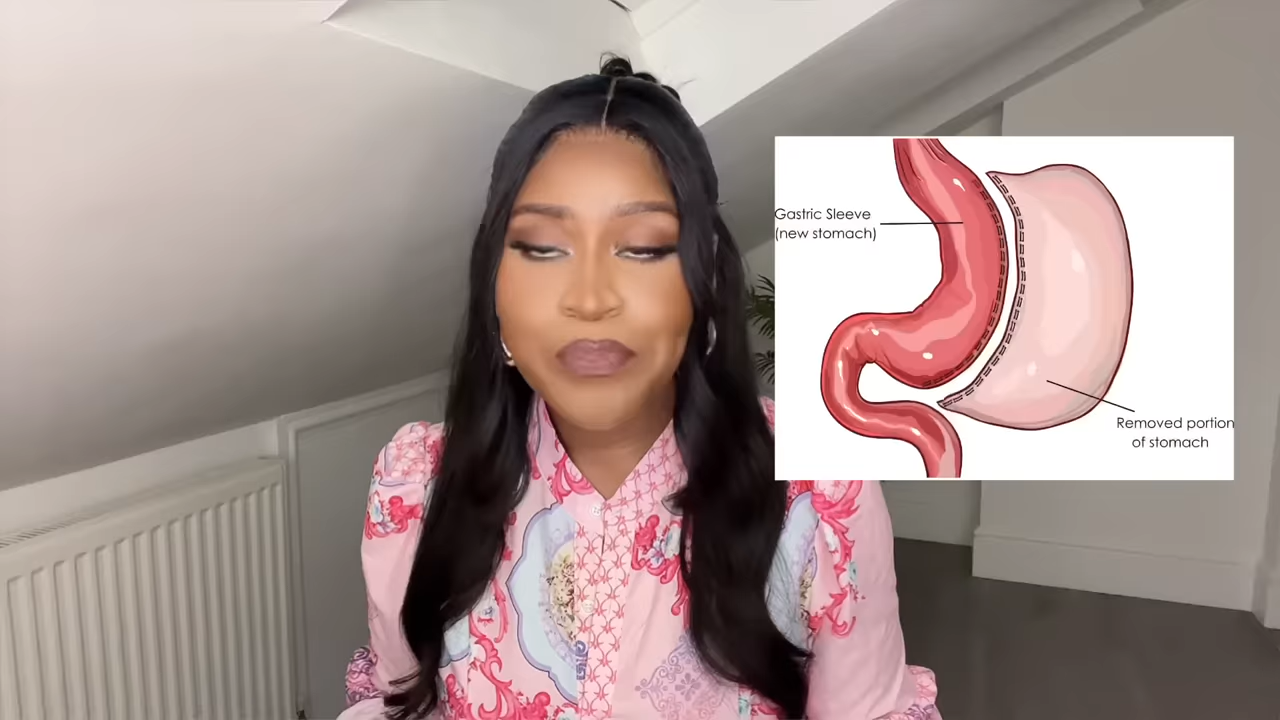 Gastric Sleeve
(new stomach)
Removed portion
of stomach